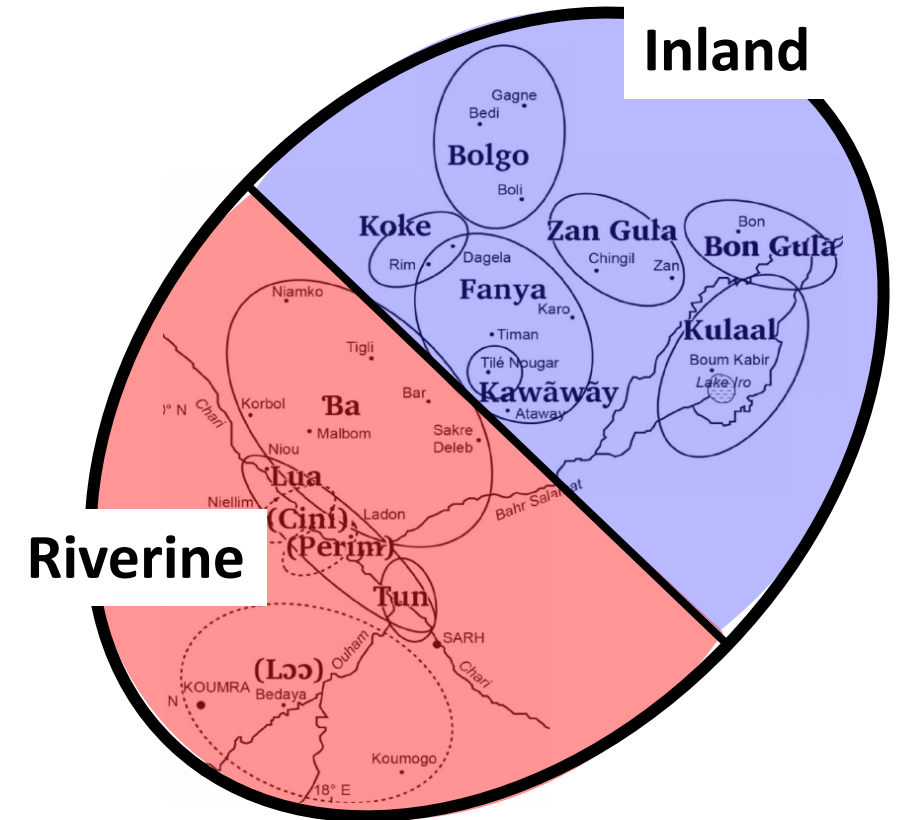 Inland
Gagne
Bedi
Bolgo
Boli
Koke
Zan Gula
Bon
Bon Gula
Dagela
Rim
Chingil
Zan
Fanya
Niamko
Karo
Timan
Kulaal
Tigli
Tilé Nougar
Boum Kabir
Lake Iro
Kawãwãy
Bar
Ataway
Korbol
Ɓa
Chari
° N
Malbom
Sakre
Deleb
Niou
Lua
Bahr Salamat
Niellim
(Cini)
Ladon
(Perim)
Riverine
Tun
SARH
Ouham
(Lɔɔ)
Chari
KOUMRA
Bedaya
N
Koumogo
18° E